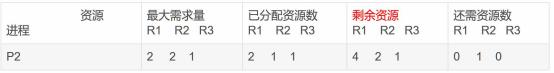 资源 最大需求量 已分配资源数 剩余资源 还需资源数
进程 R1 R2 R3 R1 R2 R3 R1 R2 R3 R1 R2 R3
P2 2 2 1 2 1 1 4 2 1 0 1 0